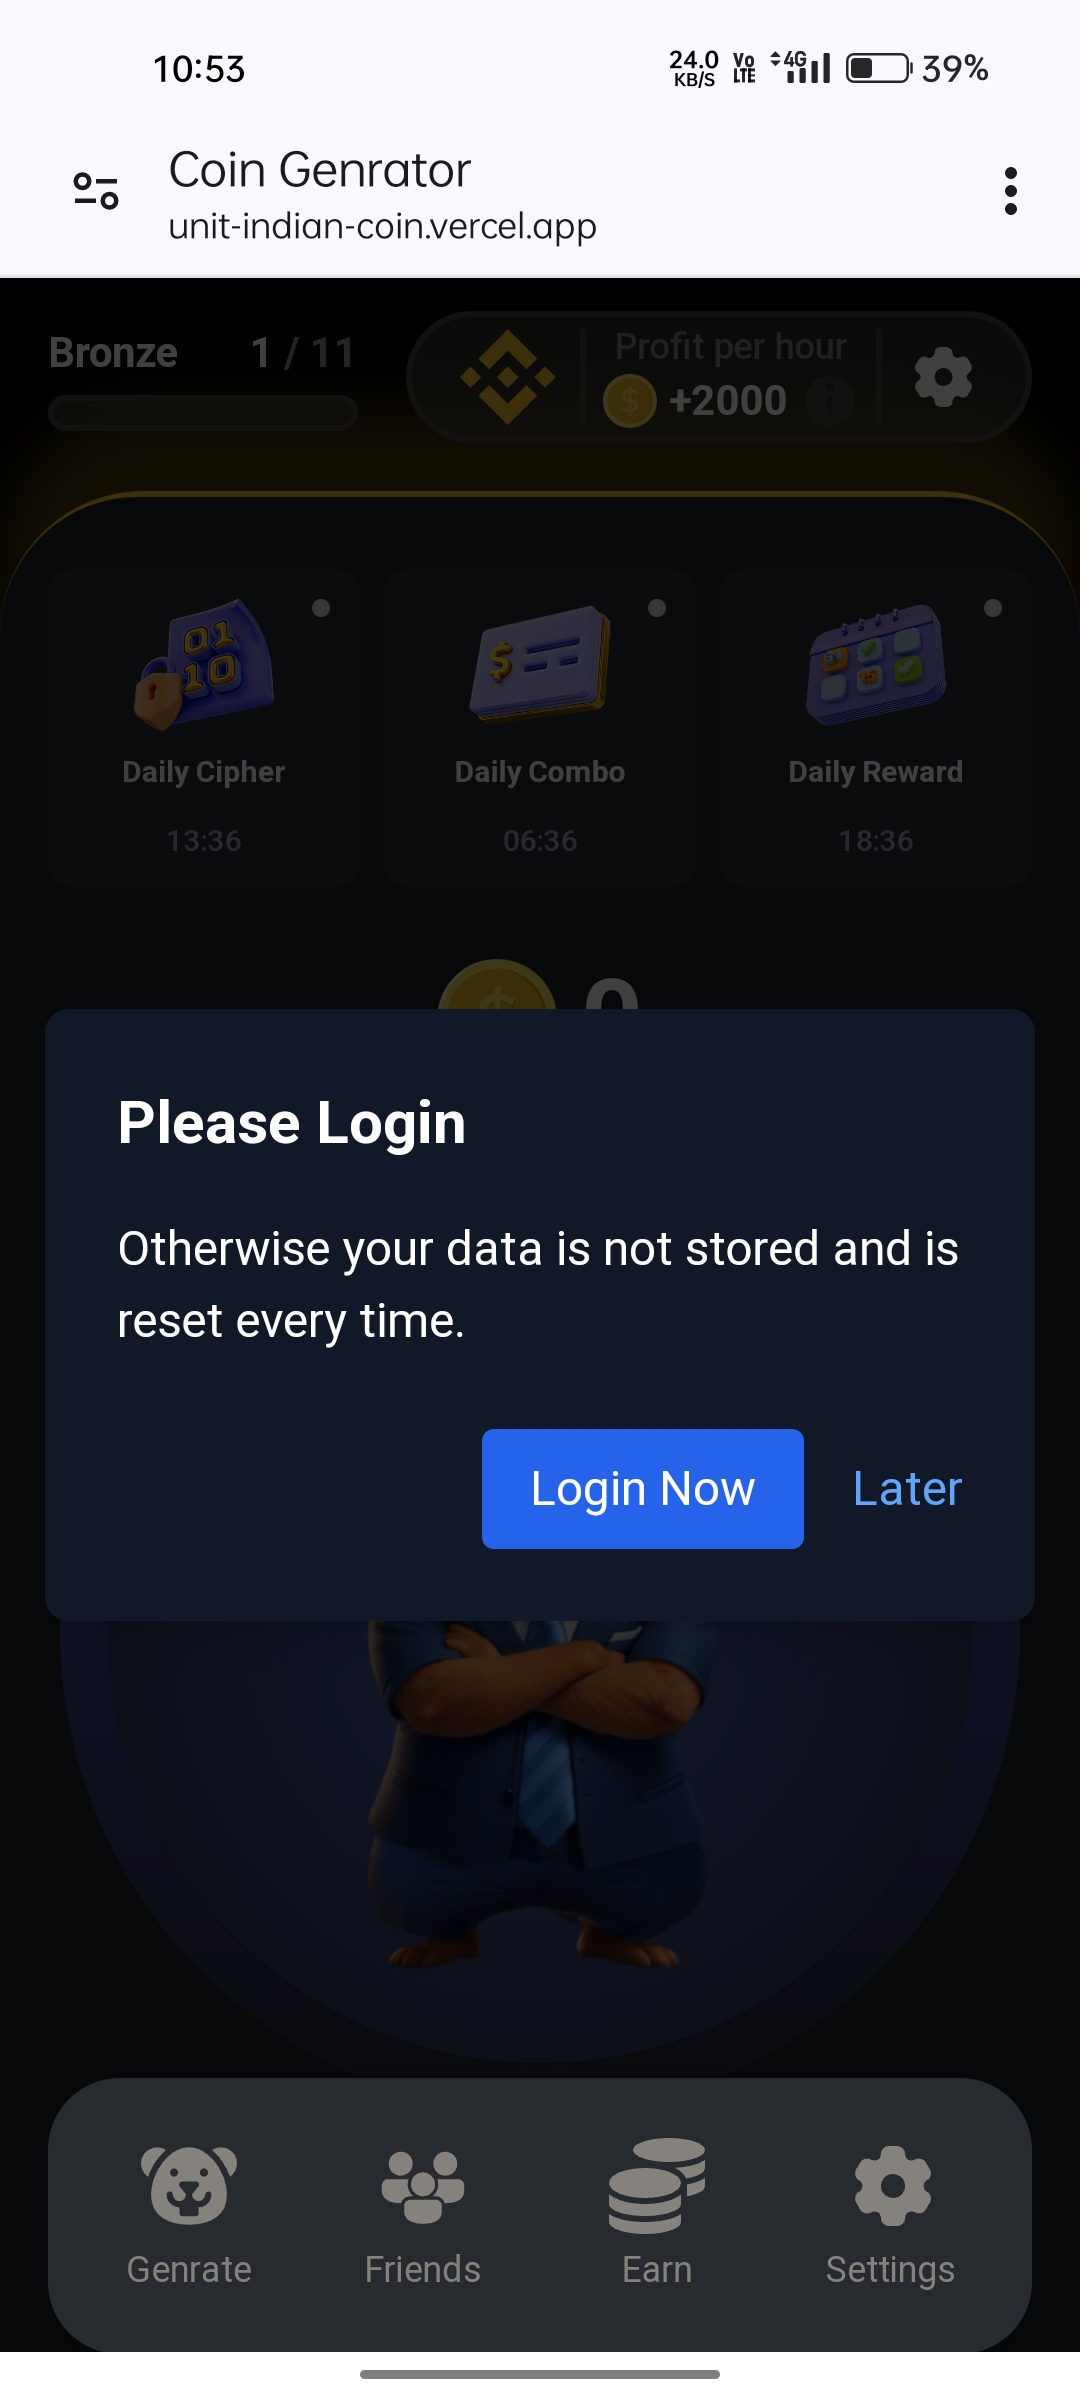 10:53
24.0 KB/S Vo LTE 4G 39%
Coin Genrator
unit-indian-coin.vercel.app
Bronze 1 / 11
Profit per hour
$ +2000
01
10
$
Daily Cipher
Daily Combo
Daily Reward
13:36
06:36
18:36
$ 0
Please Login
Otherwise your data is not stored and is
reset every time.
Login Now
Later
Genrate
Friends
Earn
Settings